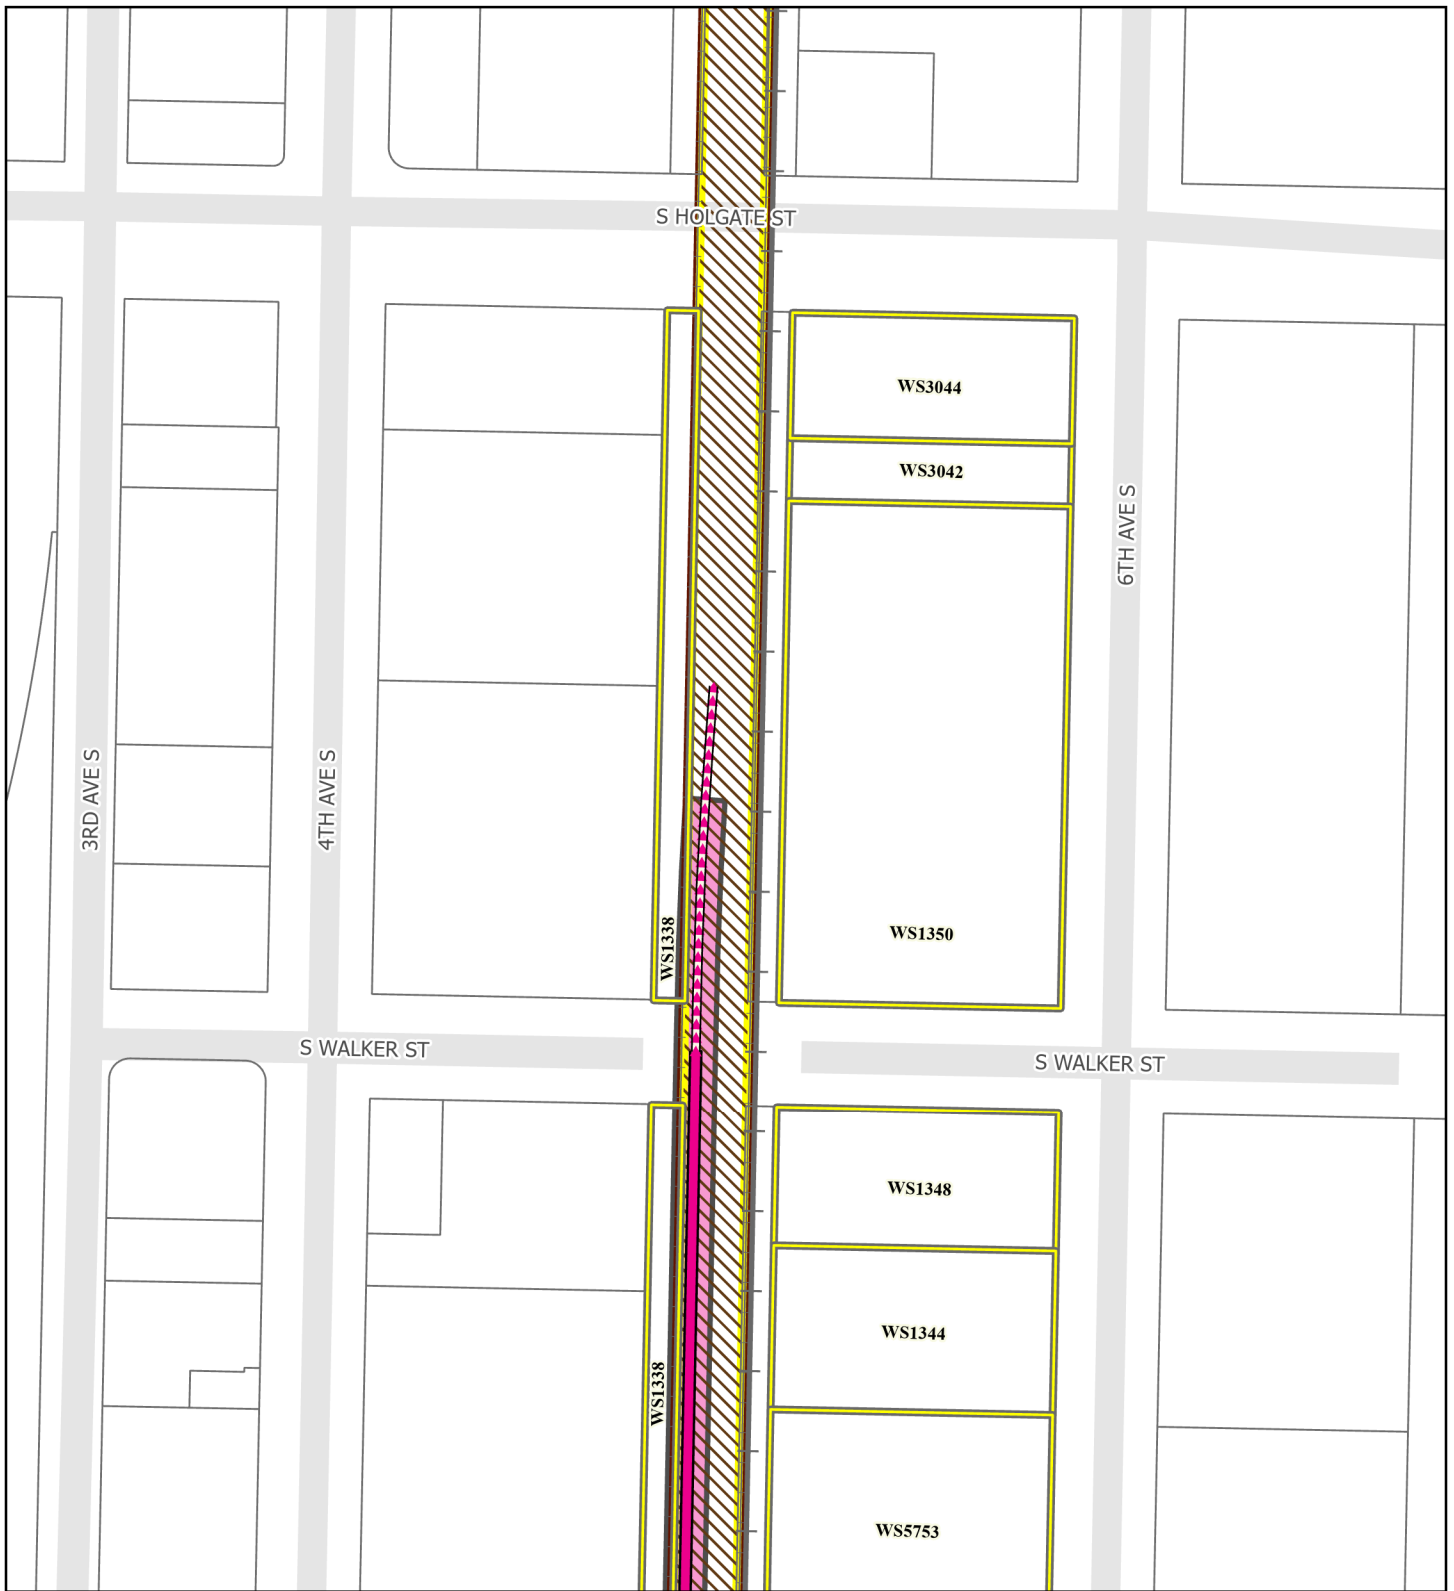 S HOLGATE ST
WS3044
WS3042
6TH AVE S
3RD AVE S
4TH AVE S
WS1338
WS1350
S WALKER ST
S WALKER ST
WS1348
WS1344
WS1338
WS5753